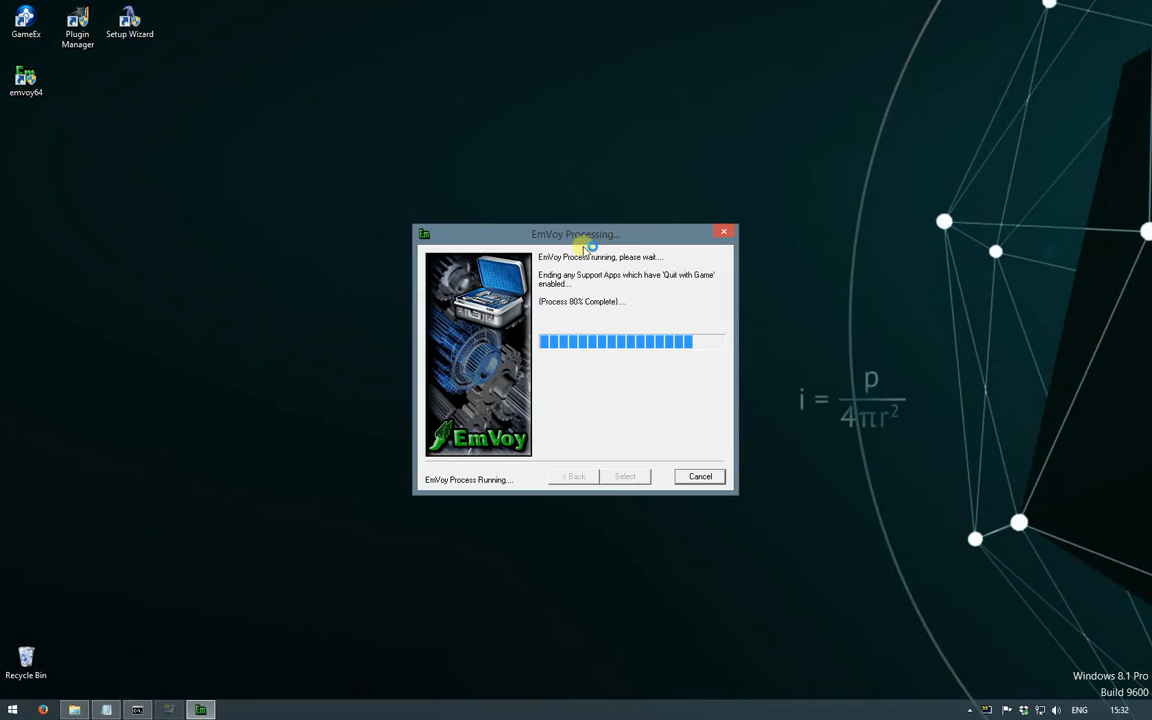 GameEx
Plugin
Manager
Setup Wizard
emvoy64
EmVoy Processing...
EmVoy Process running, please wait....
Ending any Support Apps which have 'Quit with Game'
enabled....
(Process 80% Complete)....
EmVoy
EmVoy Process Running....
< Back
Select
Cancel
i = p
4πr²
Recycle Bin
Windows 8.1 Pro
Build 9600
ENG
15:32